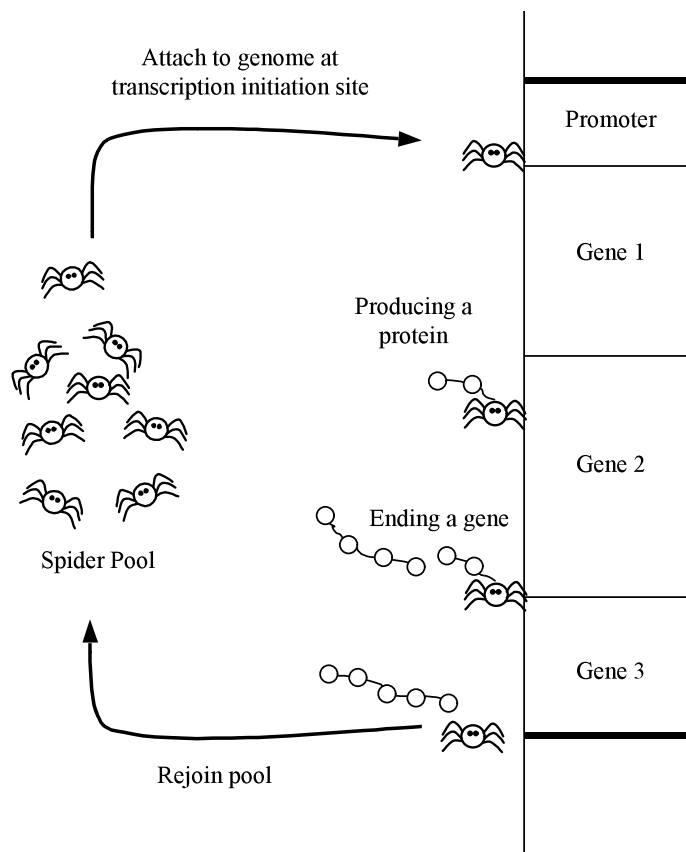 Attach to genome at
transcription initiation site
Promoter
Gene 1
Producing a
protein
Gene 2
Ending a gene
Spider Pool
Gene 3
Rejoin pool